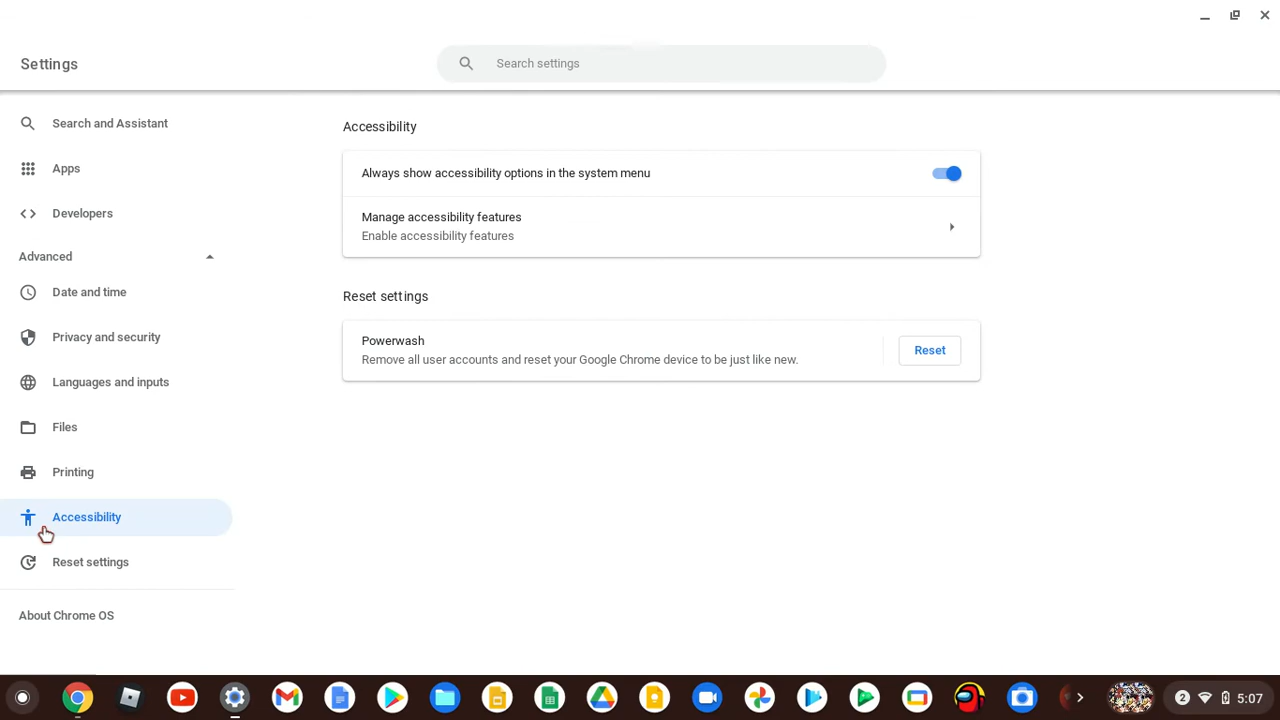 Settings
Search settings
Search and Assistant
Apps
Developers
Advanced
Date and time
Privacy and security
Languages and inputs
Files
Printing
Accessibility
Reset settings
About Chrome OS
Accessibility
Always show accessibility options in the system menu
Manage accessibility features
Enable accessibility features
Reset settings
Powerwash
Remove all user accounts and reset your Google Chrome device to be just like new.
Reset
2
5:07